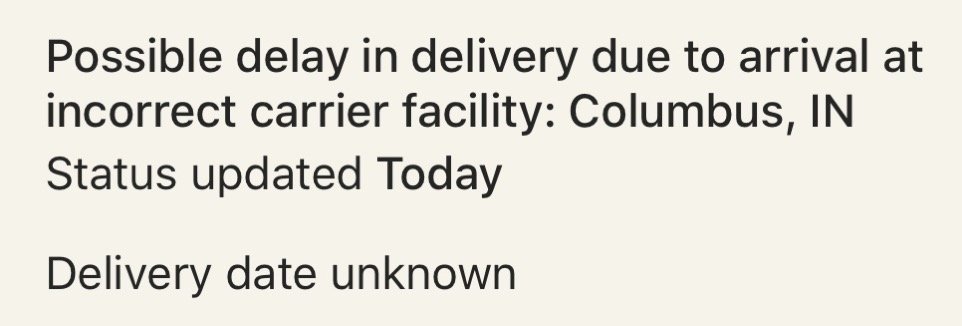 Possible delay in delivery due to arrival at
incorrect carrier facility: Columbus, IN
Status updated Today
Delivery date unknown